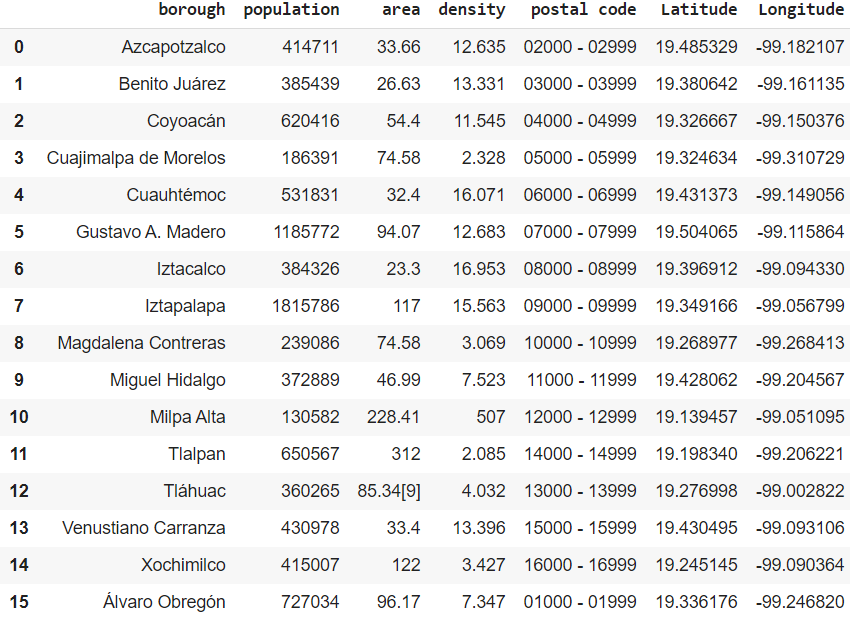 borough population area density postal code Latitude Longitude
0 Azcapotzalco 414711 33.66 12.635 02000 - 02999 19.485329 -99.182107
1 Benito Juárez 385439 26.63 13.331 03000 - 03999 19.380642 -99.161135
2 Coyoacán 620416 54.4 11.545 04000 - 04999 19.326667 -99.150376
3 Cuajimalpa de Morelos 186391 74.58 2.328 05000 - 05999 19.324634 -99.310729
4 Cuauhtémoc 531831 32.4 16.071 06000 - 06999 19.431373 -99.149056
5 Gustavo A. Madero 1185772 94.07 12.683 07000 - 07999 19.504065 -99.115864
6 Iztacalco 384326 23.3 16.953 08000 - 08999 19.396912 -99.094330
7 Iztapalapa 1815786 117 15.563 09000 - 09999 19.349166 -99.056799
8 Magdalena Contreras 239086 74.58 3.069 10000 - 10999 19.268977 -99.268413
9 Miguel Hidalgo 372889 46.99 7.523 11000 - 11999 19.428062 -99.204567
10 Milpa Alta 130582 228.41 507 12000 - 12999 19.139457 -99.051095
11 Tlalpan 650567 312 2.085 14000 - 14999 19.198340 -99.206221
12 Tláhuac 360265 85.34[9] 4.032 13000 - 13999 19.276998 -99.002822
13 Venustiano Carranza 430978 33.4 13.396 15000 - 15999 19.430495 -99.093106
14 Xochimilco 415007 122 3.427 16000 - 16999 19.245145 -99.090364
15 Álvaro Obregón 727034 96.17 7.347 01000 - 01999 19.336176 -99.246820